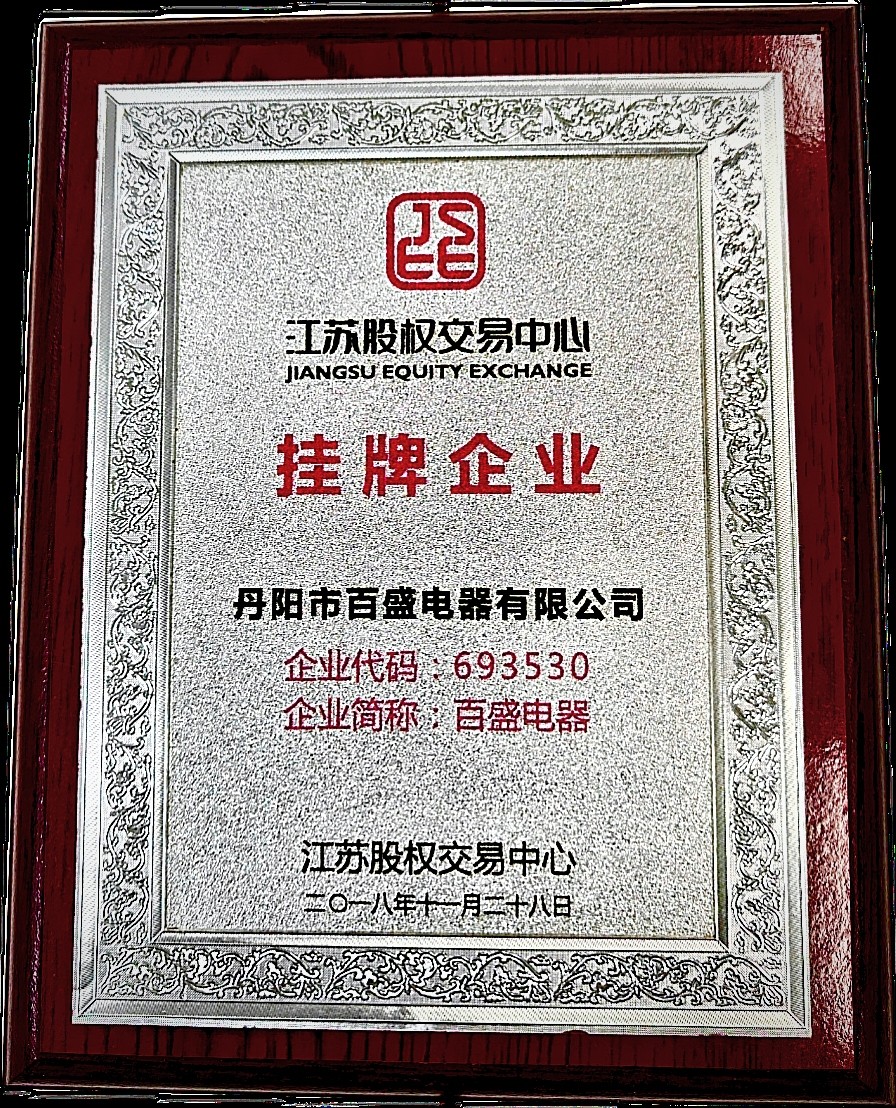 JS
EE
江苏股权交易中心
JIANGSU EQUITY EXCHANGE
挂牌企业
丹阳市百盛电器有限公司
企业代码：693530
企业简称：百盛电器
江苏股权交易中心
二〇一八年十一月二十八日